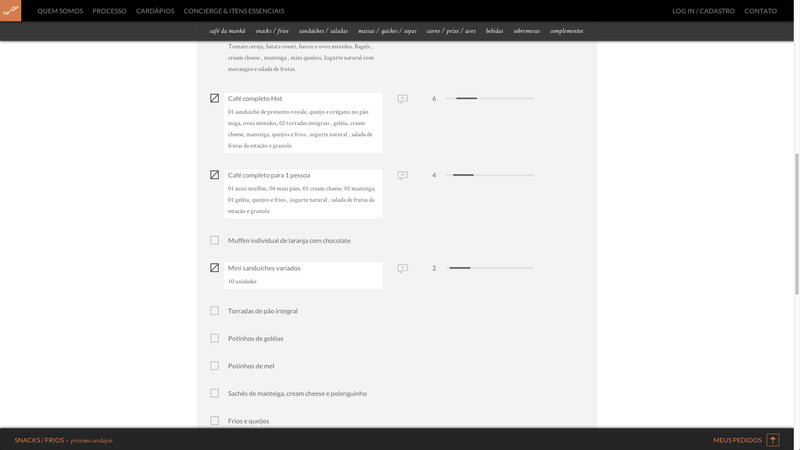 QUEM SOMOS PROCESSO CARDÁPIOS CONCIERGE & ITENS ESSENCIAIS LOG IN / CADASTRO CONTATO
café da manhã snacks / frios sanduíches / saladas massas / quiches / sopas carne / peixe / aves bebidas sobremesas complementos
Tomate cereja, batata roesti, bacon e ovos mexidos. Bagels ,
cream cheese , manteiga , mini queijos, Iogurte natural com
morangos e salada de frutas.
Café completo Hot 6
01 sanduíche de presunto royale, queijo e orégano no pão
miga, ovos mexidos, 02 torradas integrais , geléia, cream
cheese, manteiga, queijos e frios , iogurte natural , salada de
frutas da estação e granola
Café completo para 1 pessoa 4
01 mini muffim, 04 mini pães, 01 cream cheese, 01 manteiga,
01 geléia, queijos e frios , iogurte natural , salada de frutas da
estação e granola
Muffim individual de laranja com chocolate
Mini sanduíches variados 2
10 unidades
Torradas de pão integral
Potinhos de geléias
Potinhos de mel
Sachês de manteiga, cream cheese e polenguinho
Frios e queijos
SNACKS / FRIOS – próximo cardápio MEUS PEDIDOS